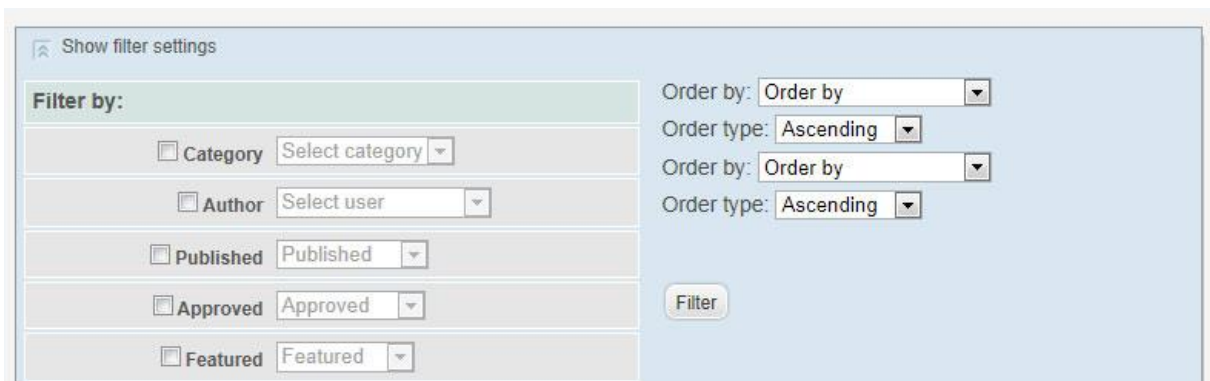 Show filter settings
Filter by:
Category Select category
Author Select user
Published Published
Approved Approved
Featured Featured
Order by: Order by
Order type: Ascending
Order by: Order by
Order type: Ascending
Filter